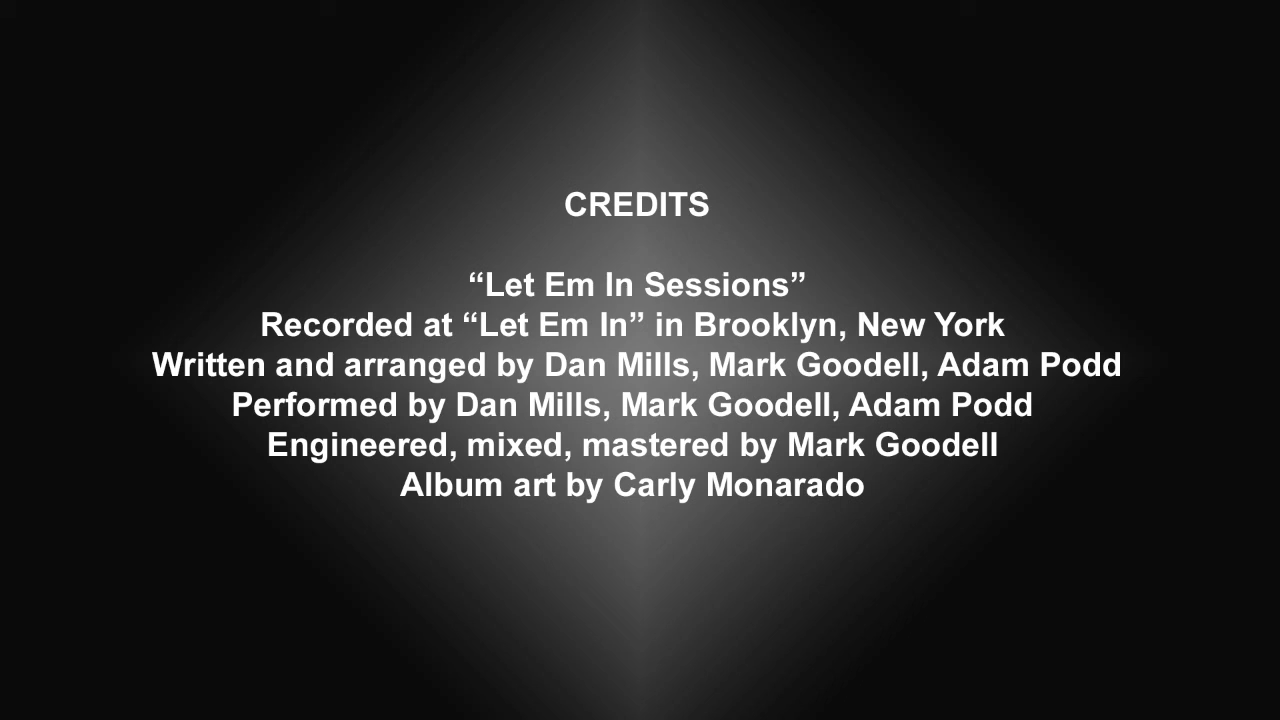 CREDITS
“Let Em In Sessions”
Recorded at “Let Em In” in Brooklyn, New York
Written and arranged by Dan Mills, Mark Goodell, Adam Podd
Performed by Dan Mills, Mark Goodell, Adam Podd
Engineered, mixed, mastered by Mark Goodell
Album art by Carly Monarado